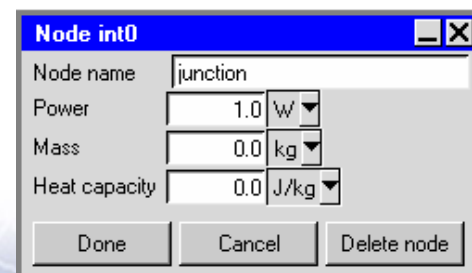 Node int0
Node name junction
Power 1.0 W
Mass 0.0 kg
Heat capacity 0.0 J/kg
Done Cancel Delete node